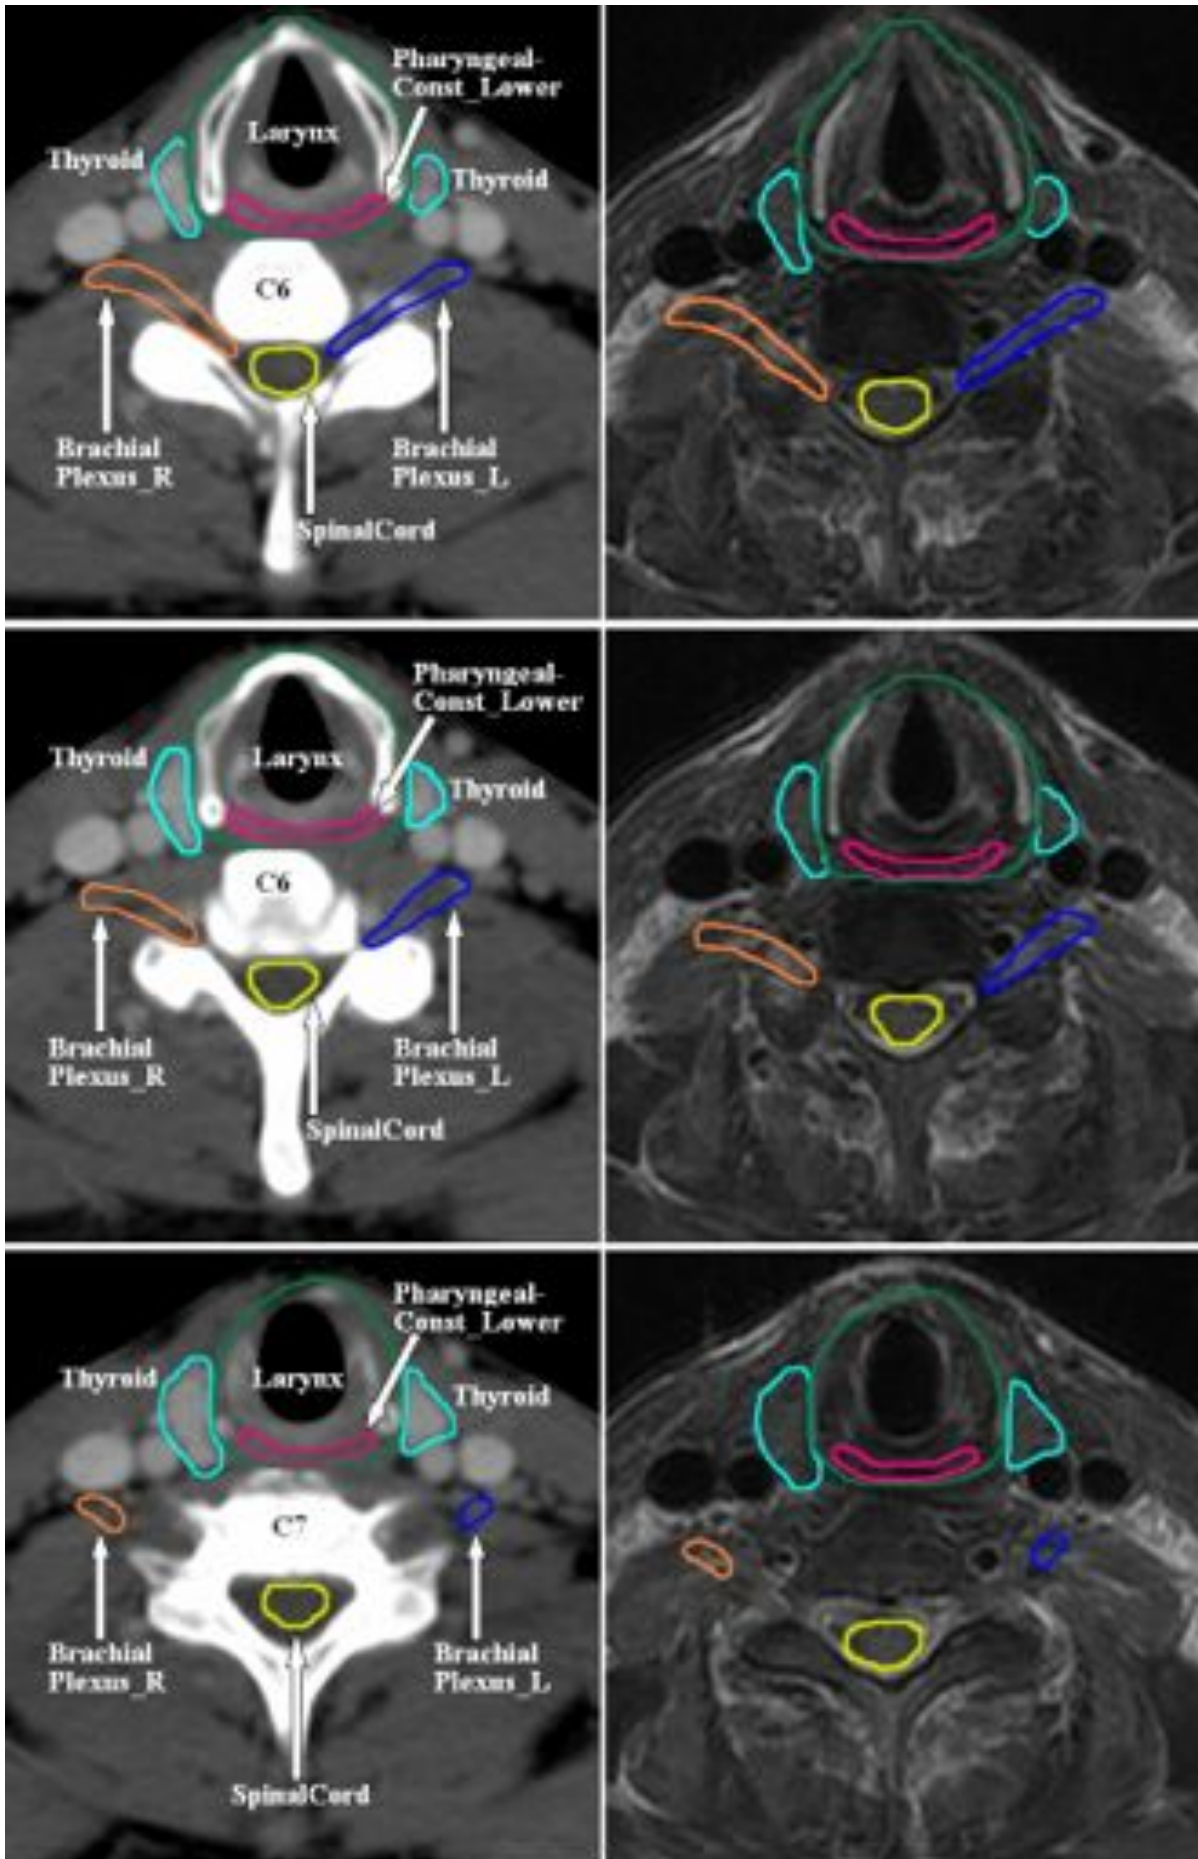 Pharyngeal-
Const_Lower
Larynx
Thyroid
Thyroid
C6
Brachial
Plexus_R
Brachial
Plexus_L
SpinalCord
Pharyngeal-
Const_Lower
Thyroid
Larynx
Thyroid
C6
Brachial
Plexus_R
Brachial
Plexus_L
SpinalCord
Pharyngeal-
Const_Lower
Thyroid
Larynx
Thyroid
C7
Brachial
Plexus_R
Brachial
Plexus_L
SpinalCord